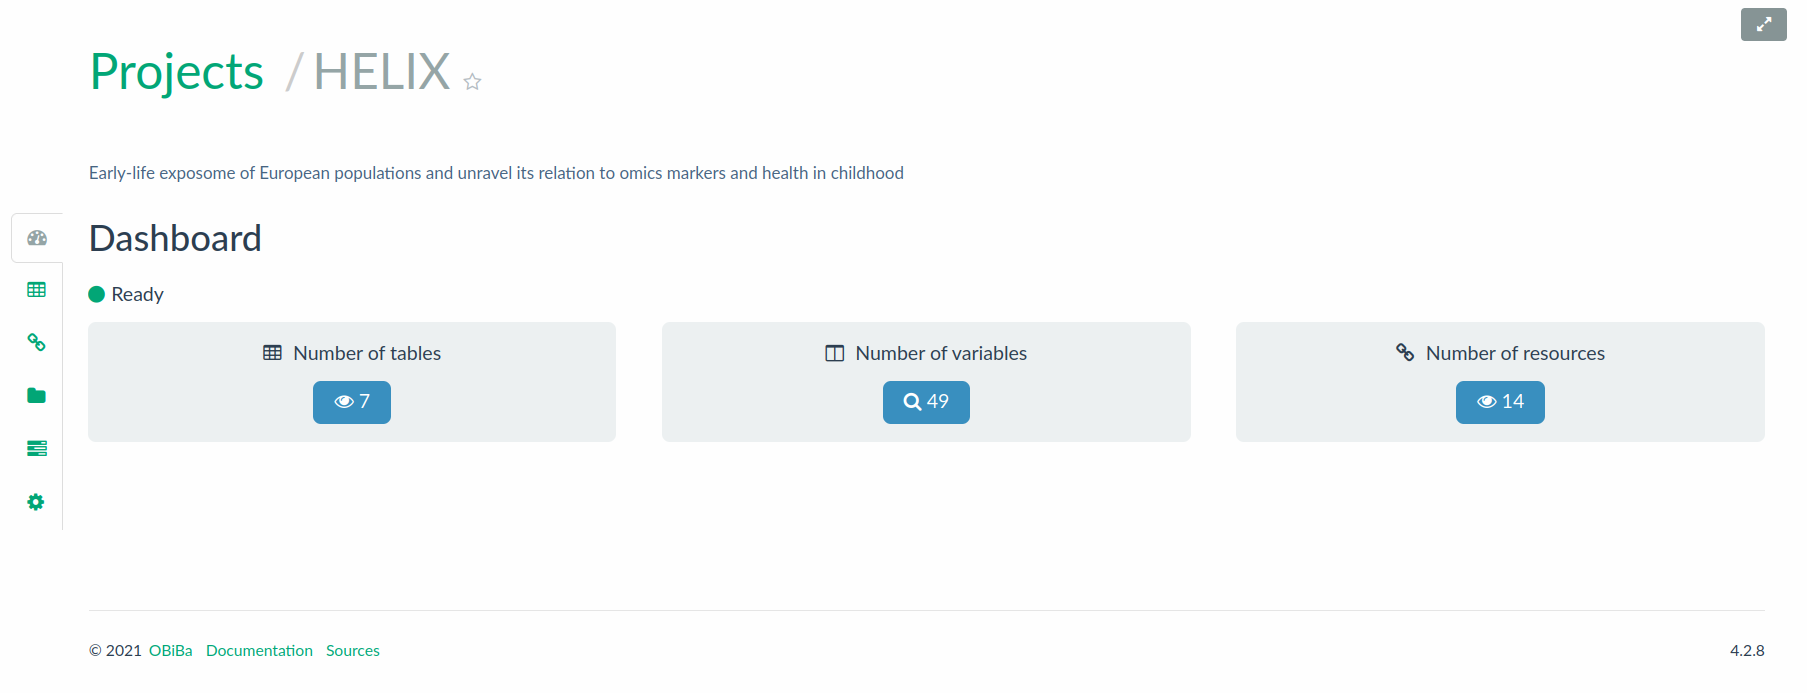 Projects / HELIX
Early-life exposome of European populations and unravel its relation to omics markers and health in childhood
Dashboard
Ready
Number of tables
7
Number of variables
49
Number of resources
14
© 2021 OBiBa Documentation Sources
4.2.8